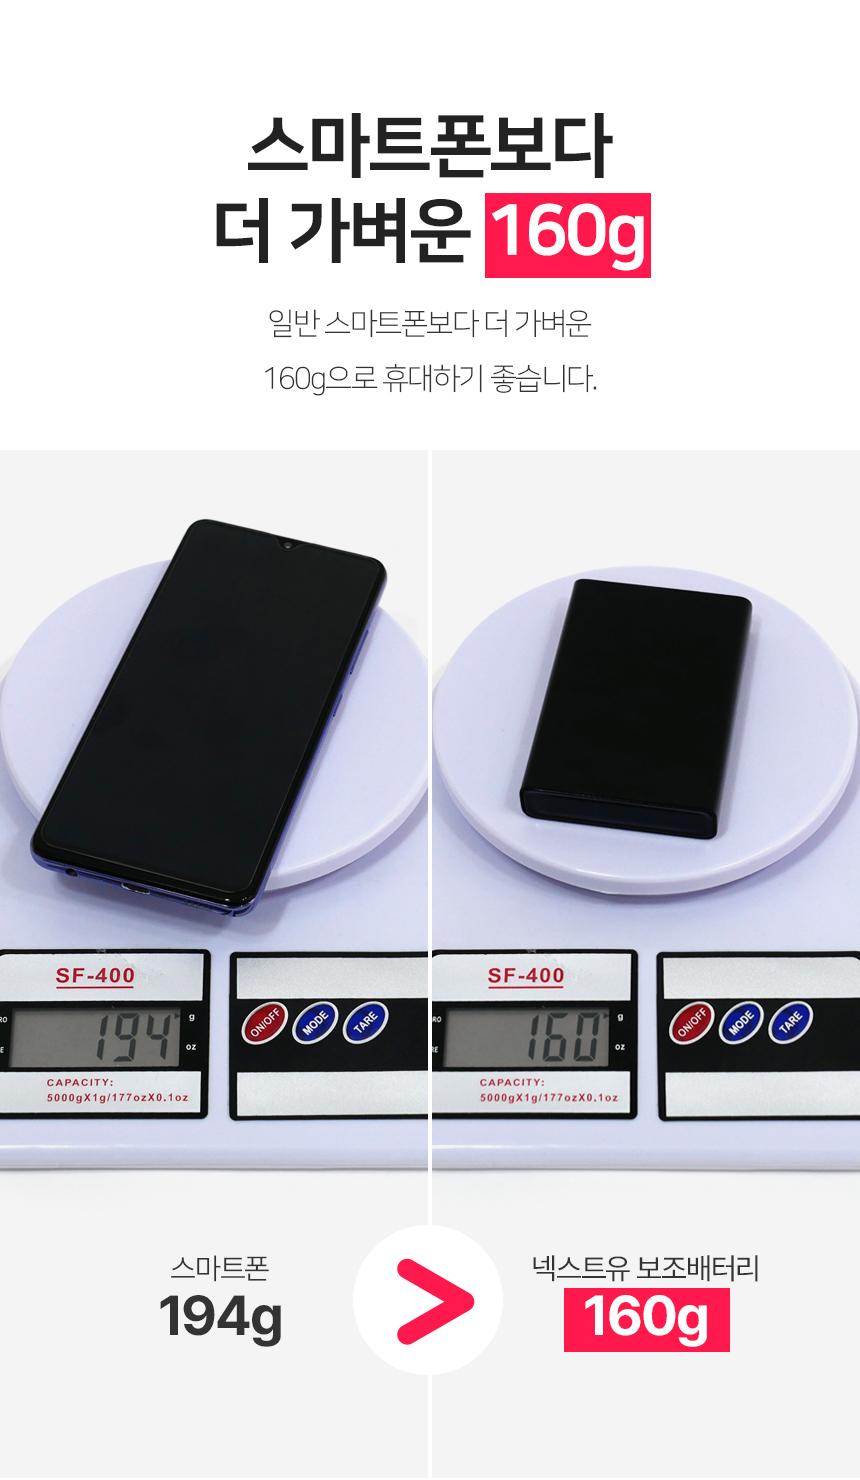 스마트폰보다
더 가벼운 160g
일반 스마트폰보다 더 가벼운
160g으로 휴대하기 좋습니다.
SF-400
194 g
oz
CAPACITY:
5000gX1g/177ozX0.1oz
ON/OFF MODE TARE
SF-400
160 g
oz
CAPACITY:
5000gX1g/177ozX0.1oz
ON/OFF MODE TARE
스마트폰
194g
>
넥스트유 보조배터리
160g